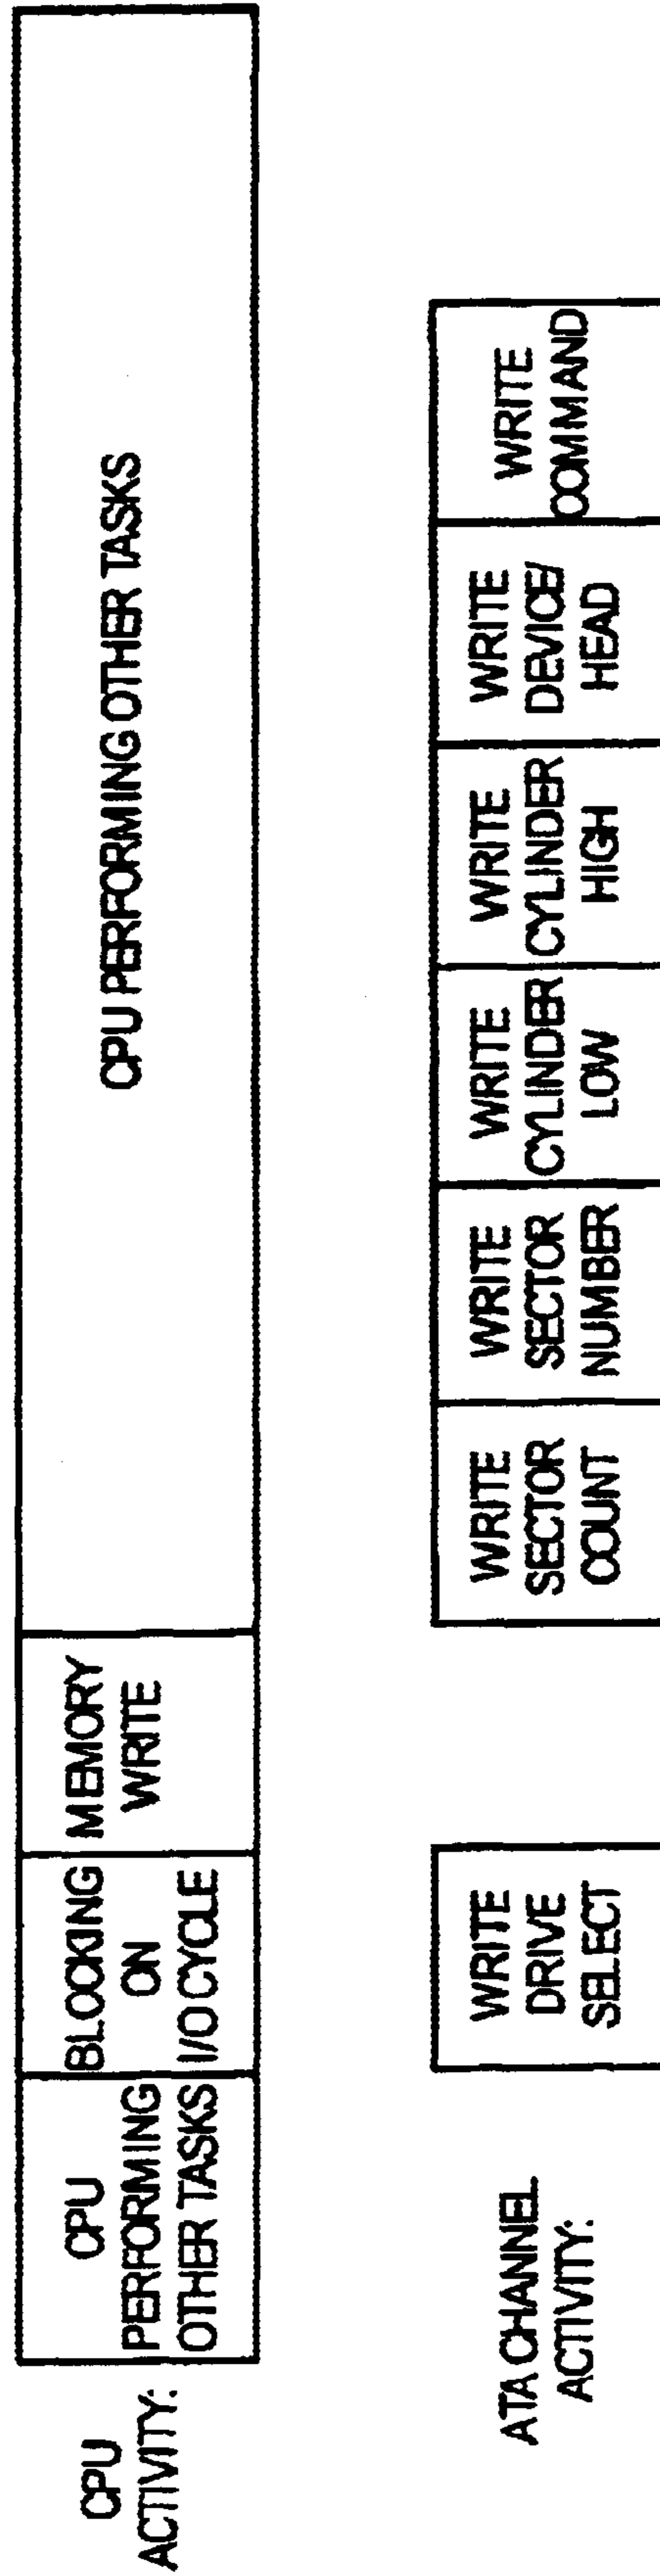 CPU
ACTIVITY:
CPU
PERFORMING
OTHER TASKS
BLOCKING
ON
I/O CYCLE
MEMORY
WRITE
CPU PERFORMING OTHER TASKS
ATA CHANNEL
ACTIVITY:
WRITE
DRIVE
SELECT
WRITE
SECTOR
COUNT
WRITE
SECTOR
NUMBER
WRITE
CYLINDER
LOW
WRITE
CYLINDER
HIGH
WRITE
DEVICE/
HEAD
WRITE
COMMAND